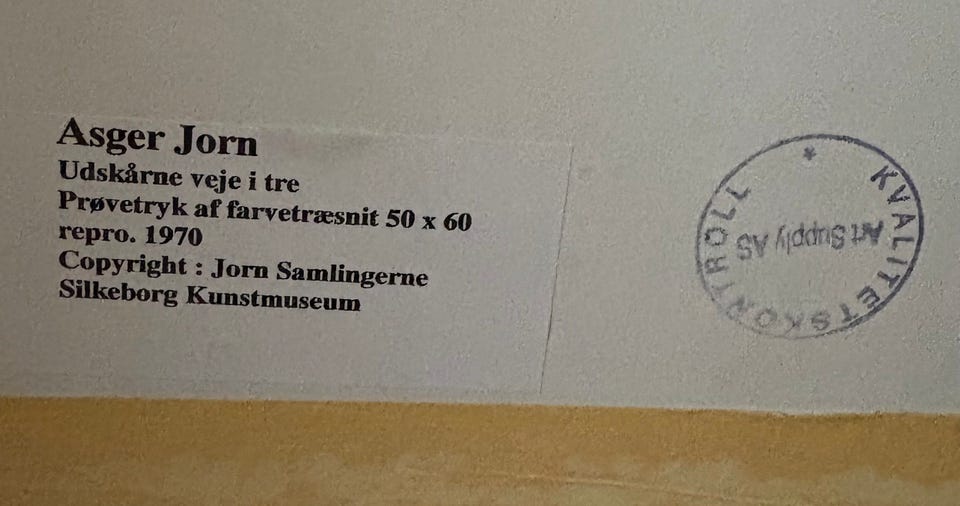 Asger Jorn
Udskårne veje i tre
Prøvetryk af farvetræsnit 50 x 60
repro. 1970
Copyright : Jorn Samlingerne
Silkeborg Kunstmuseum
* KVALITETSKONTROLL
Art Supply AS